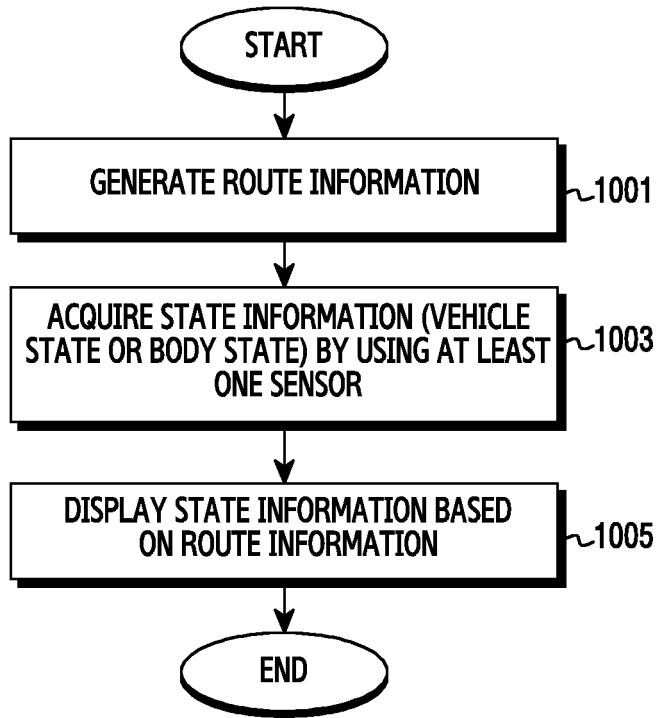 START
GENERATE ROUTE INFORMATION
1001
ACQUIRE STATE INFORMATION (VEHICLE
STATE OR BODY STATE) BY USING AT LEAST
ONE SENSOR
1003
DISPLAY STATE INFORMATION BASED
ON ROUTE INFORMATION
1005
END